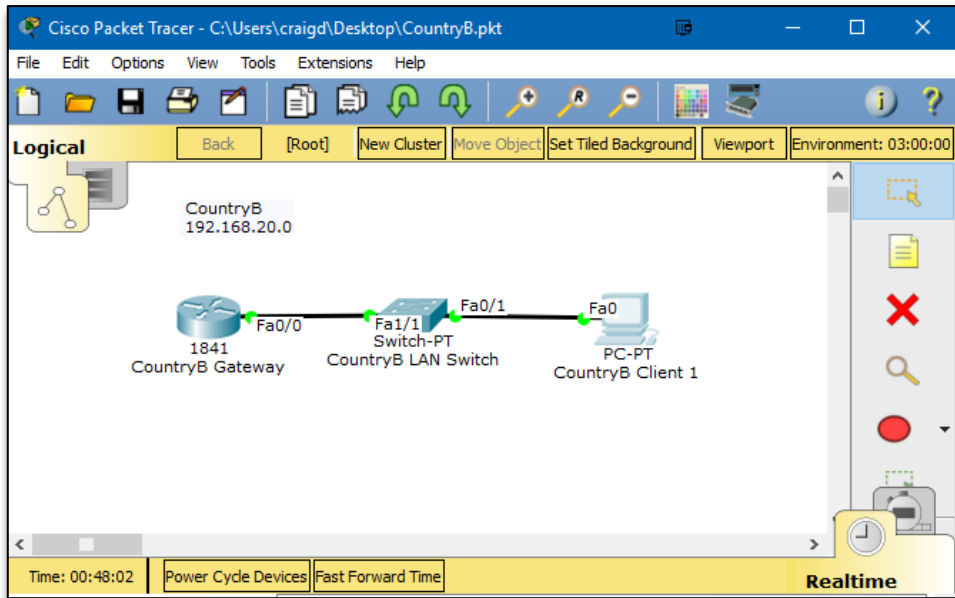 Cisco Packet Tracer - C:\Users\craigd\Desktop\CountryB.pkt
File Edit Options View Tools Extensions Help
Logical Back [Root] New Cluster Move Object Set Tiled Background Viewport Environment: 03:00:00
CountryB
192.168.20.0
Fa0/0 Fa1/1 Fa0/1 Fa0
1841
CountryB Gateway
Switch-PT
CountryB LAN Switch
PC-PT
CountryB Client 1
Time: 00:48:02 Power Cycle Devices Fast Forward Time Realtime